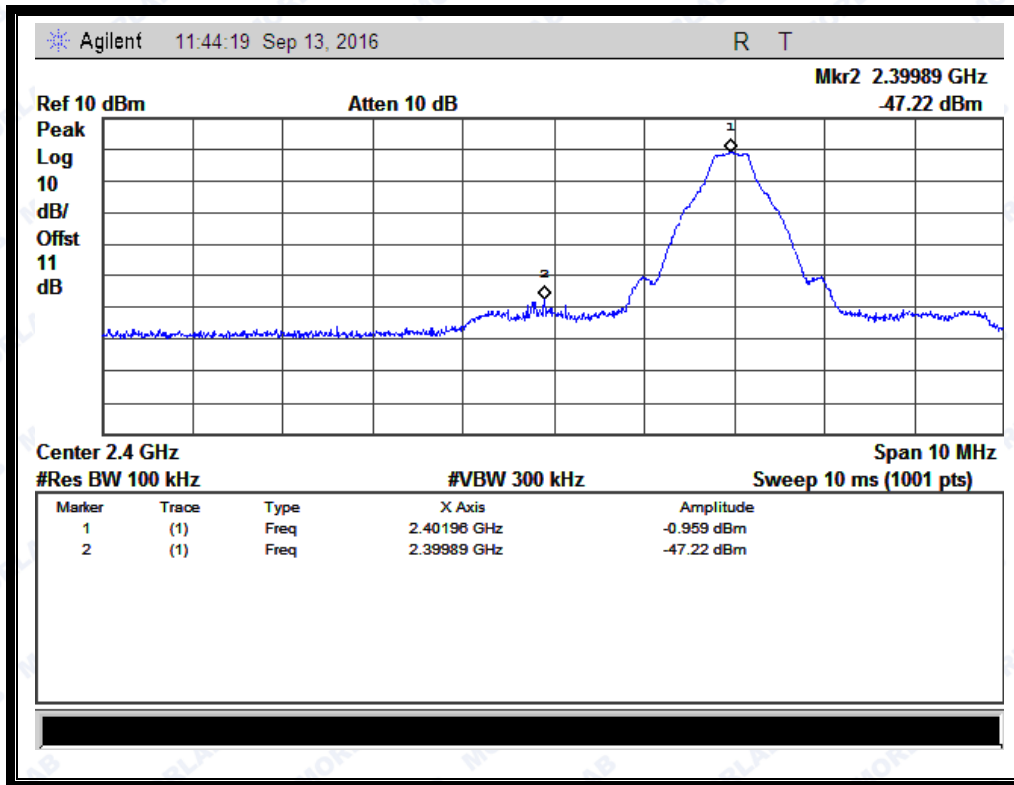 Agilent 11:44:19 Sep 13, 2016 R T
Mkr2 2.39989 GHz
Ref 10 dBm Atten 10 dB -47.22 dBm
Peak
Log
10
dB/
Offst
11
dB
1
2
Center 2.4 GHz Span 10 MHz
#Res BW 100 kHz #VBW 300 kHz Sweep 10 ms (1001 pts)
Marker Trace Type X Axis Amplitude
1 (1) Freq 2.40196 GHz -0.959 dBm
2 (1) Freq 2.39989 GHz -47.22 dBm